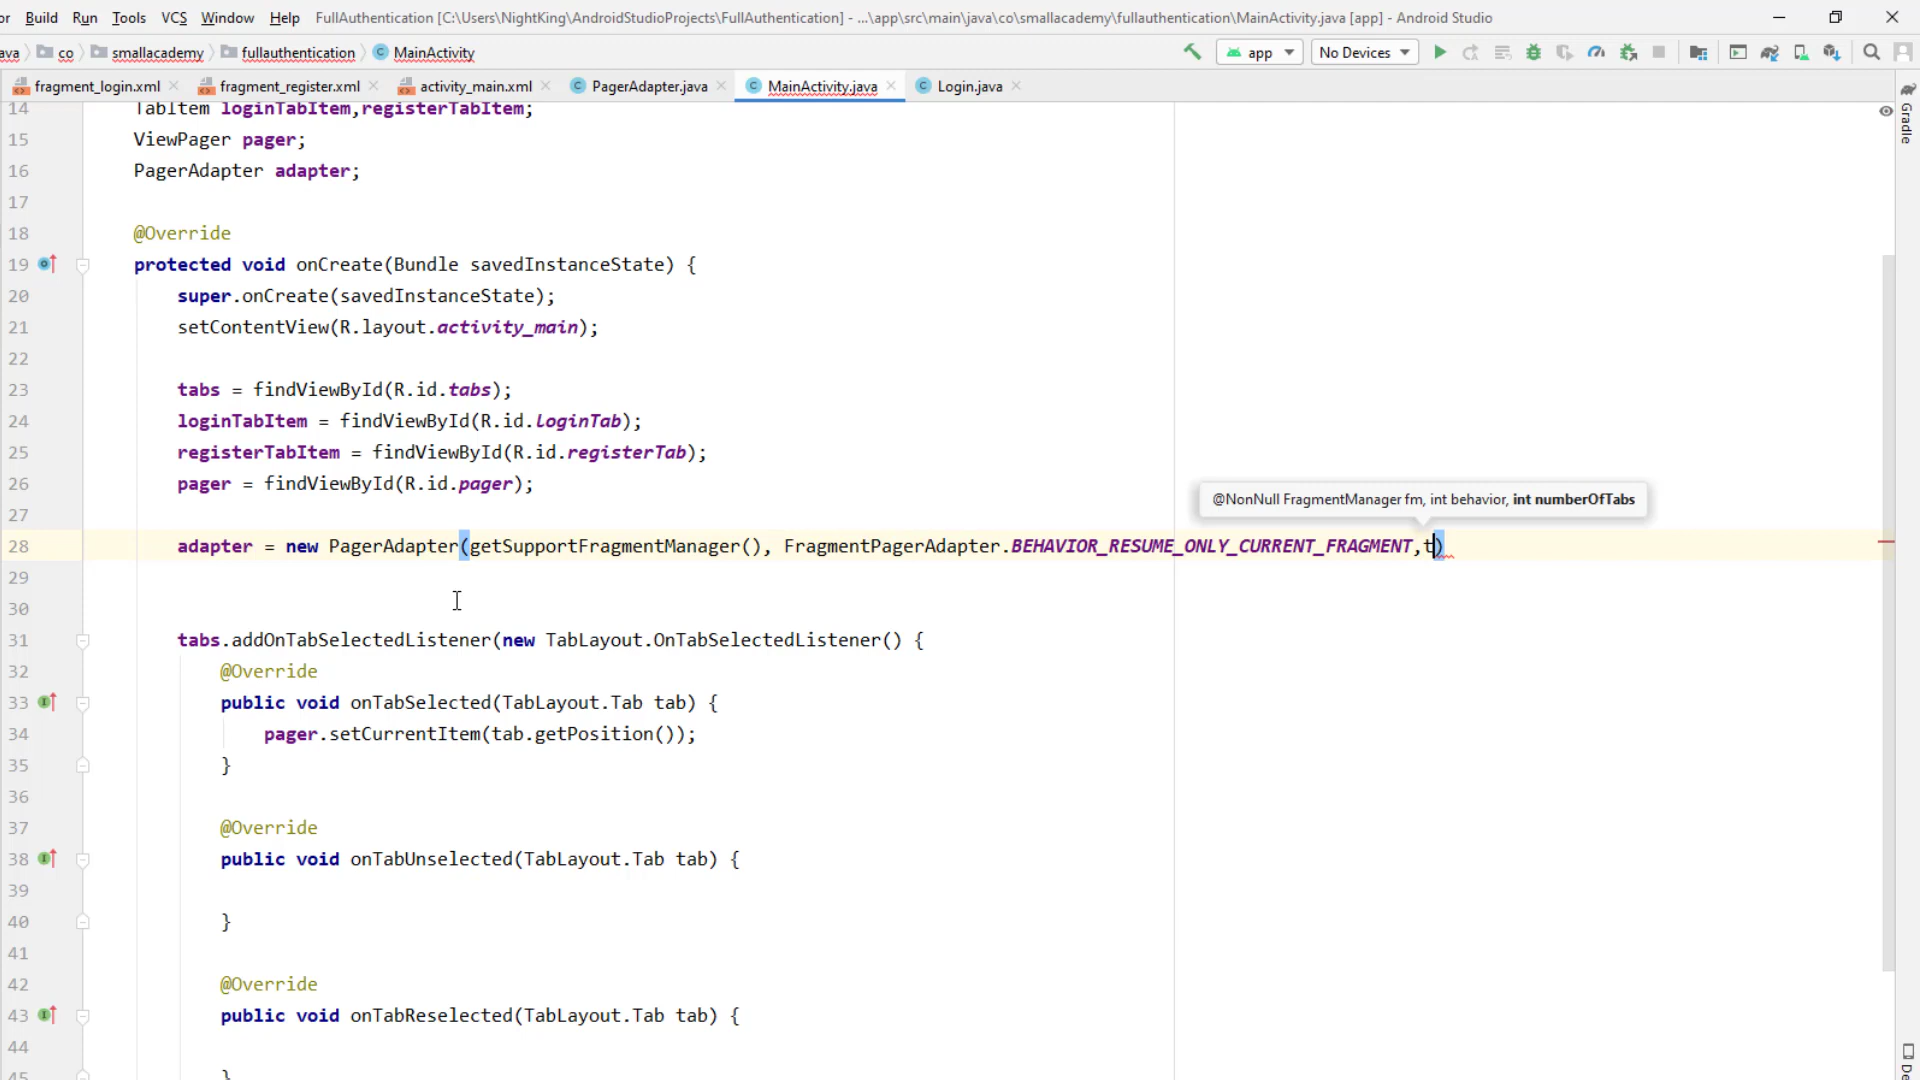 or Build Run Tools VCS Window Help FullAuthentication [C:\Users\NightKing\AndroidStudioProjects\FullAuthentication] - ...\app\src\main\java\co\smallacademy\fullauthentication\MainActivity.java [app] - Android Studio
ava co smallacademy fullauthentication C MainActivity app No Devices
fragment_login.xml fragment_register.xml activity_main.xml C PagerAdapter.java C MainActivity.java C Login.java
Gradle
14 TabItem loginTabItem,registerTabItem;
15 ViewPager pager;
16 PagerAdapter adapter;
17
18 @Override
19 protected void onCreate(Bundle savedInstanceState) {
20 super.onCreate(savedInstanceState);
21 setContentView(R.layout.activity_main);
22
23 tabs = findViewById(R.id.tabs);
24 loginTabItem = findViewById(R.id.loginTab);
25 registerTabItem = findViewById(R.id.registerTab);
26 pager = findViewById(R.id.pager);
27
@NonNull FragmentManager fm, int behavior, int numberOfTabs
28 adapter = new PagerAdapter(getSupportFragmentManager(), FragmentPagerAdapter.BEHAVIOR_RESUME_ONLY_CURRENT_FRAGMENT,t)
29
30
31 tabs.addOnTabSelectedListener(new TabLayout.OnTabSelectedListener() {
32 @Override
33 public void onTabSelected(TabLayout.Tab tab) {
34 pager.setCurrentItem(tab.getPosition());
35 }
36
37 @Override
38 public void onTabUnselected(TabLayout.Tab tab) {
39
40 }
41
42 @Override
43 public void onTabReselected(TabLayout.Tab tab) {
44
45 }
De